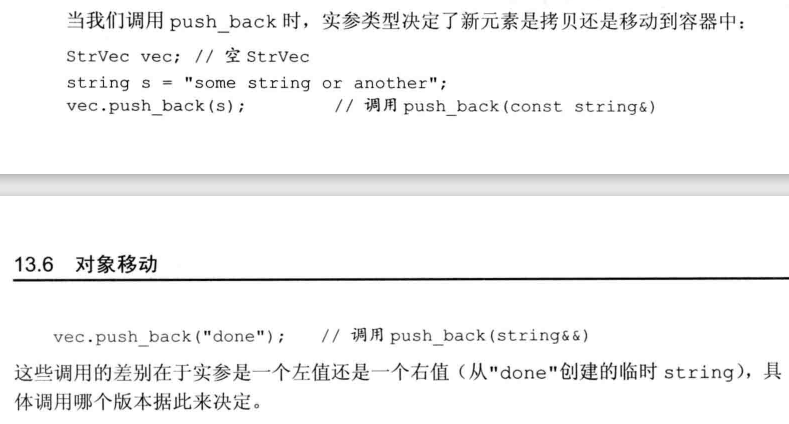 当我们调用 push_back 时，实参类型决定了新元素是拷贝还是移动到容器中：
StrVec vec; // 空 StrVec
string s = "some string or another";
vec.push_back(s); // 调用 push_back(const string&)
13.6 对象移动
vec.push_back("done"); // 调用 push_back(string&&)
这些调用的差别在于实参是一个左值还是一个右值（从"done"创建的临时 string），具
体调用哪个版本据此来决定。